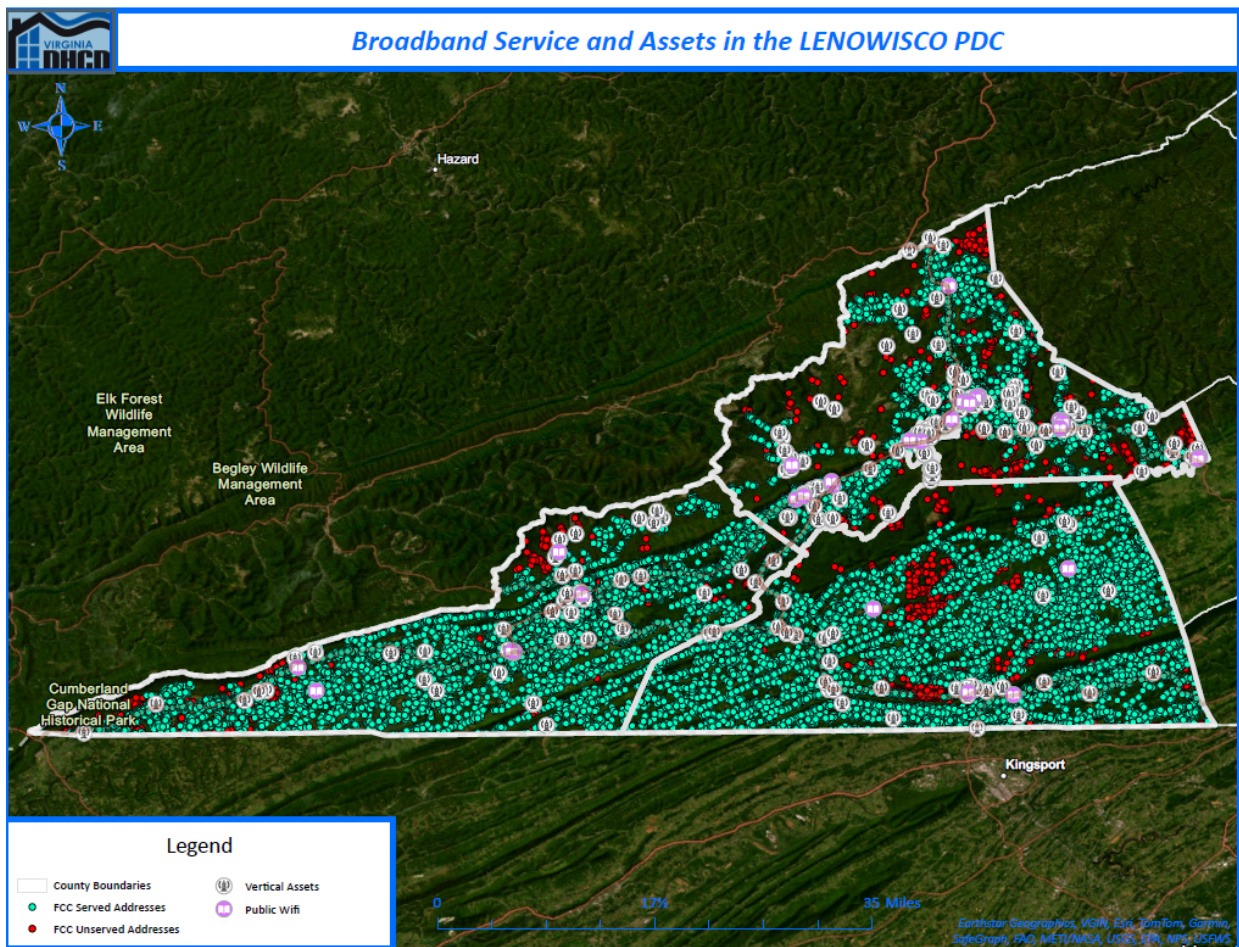 VIRGINIA
DHCD
Broadband Service and Assets in the LENOWISCO PDC
N
W E
S
Hazard
Elk Forest
Wildlife
Management
Area
Begley Wildlife
Management
Area
Cumberland
Gap National
Historical Park
Kingsport
Legend
County Boundaries
Vertical Assets
FCC Served Addresses
Public Wifi
FCC Unserved Addresses
0 17½ 35 Miles
Earthstar Geographics, VGIN, Esri, TomTom, Garmin,
SafeGraph, FAO, METI/NASA, USGS, EPA, NPS, USFWS